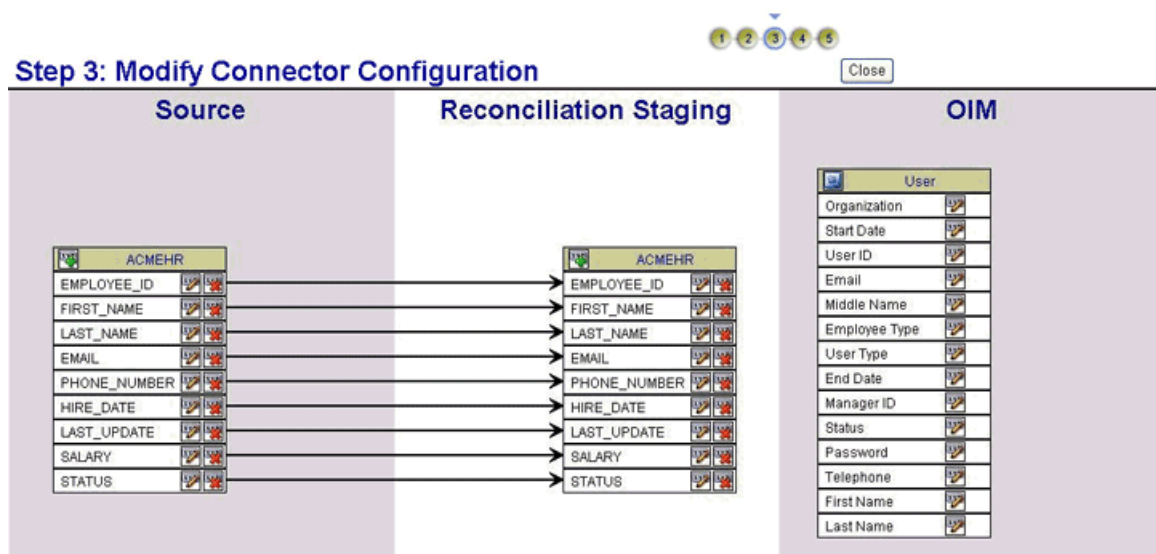 1 2 3 4 5
Step 3: Modify Connector Configuration
Close
Source
Reconciliation Staging
OIM
ACMEHR
EMPLOYEE_ID
FIRST_NAME
LAST_NAME
EMAIL
PHONE_NUMBER
HIRE_DATE
LAST_UPDATE
SALARY
STATUS
ACMEHR
EMPLOYEE_ID
FIRST_NAME
LAST_NAME
EMAIL
PHONE_NUMBER
HIRE_DATE
LAST_UPDATE
SALARY
STATUS
User
Organization
Start Date
User ID
Email
Middle Name
Employee Type
User Type
End Date
Manager ID
Status
Password
Telephone
First Name
Last Name